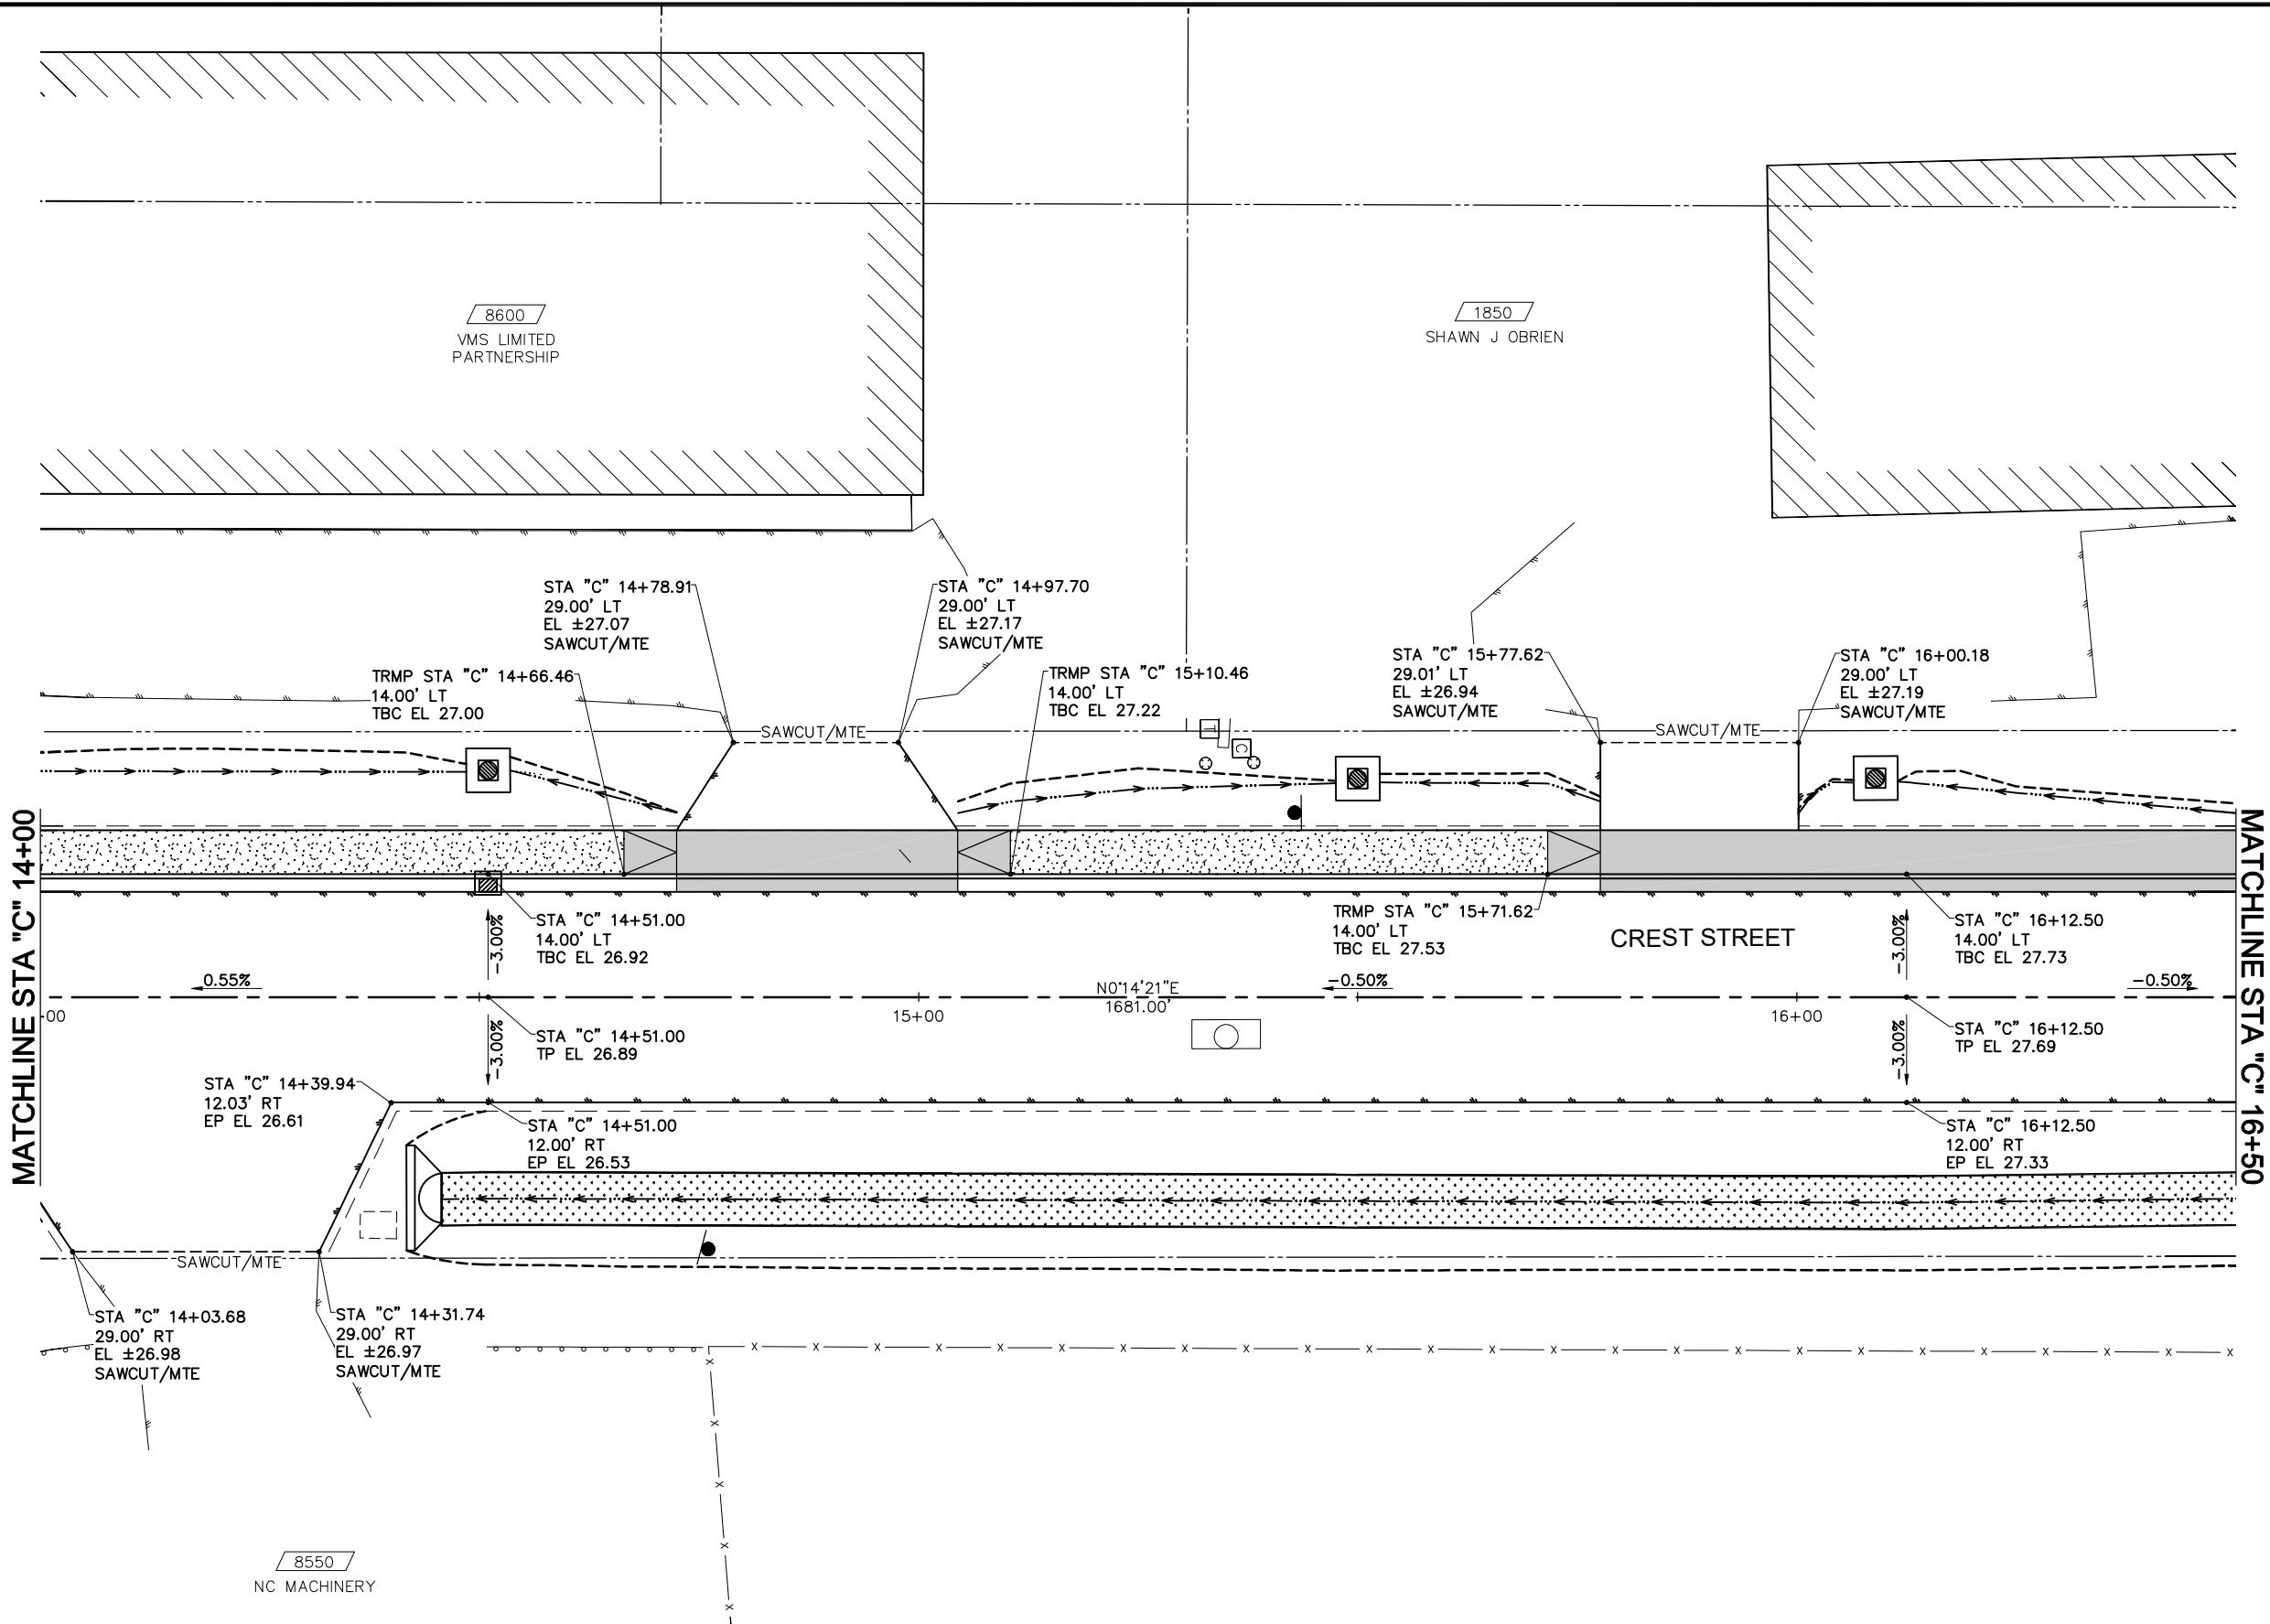 8600
VMS LIMITED
PARTNERSHIP
1850
SHAWN J OBRIEN
STA "C" 14+78.91
29.00' LT
EL ±27.07
SAWCUT/MTE
STA "C" 14+97.70
29.00' LT
EL ±27.17
SAWCUT/MTE
TRMP STA "C" 14+66.46
14.00' LT
TBC EL 27.00
TRMP STA "C" 15+10.46
14.00' LT
TBC EL 27.22
STA "C" 15+77.62
29.01' LT
EL ±26.94
SAWCUT/MTE
STA "C" 16+00.18
29.00' LT
EL ±27.19
SAWCUT/MTE
SAWCUT/MTE
SAWCUT/MTE
T
C
MATCHLINE STA "C" 14+00
MATCHLINE STA "C" 16+50
STA "C" 14+51.00
14.00' LT
TBC EL 26.92
TRMP STA "C" 15+71.62
14.00' LT
TBC EL 27.53
CREST STREET
STA "C" 16+12.50
14.00' LT
TBC EL 27.73
-3.00%
-3.00%
0.55%
N0°14'21"E
1681.00'
-0.50%
-0.50%
00
15+00
16+00
STA "C" 14+51.00
TP EL 26.89
STA "C" 16+12.50
TP EL 27.69
-3.00%
-3.00%
STA "C" 14+39.94
12.03' RT
EP EL 26.61
STA "C" 14+51.00
12.00' RT
EP EL 26.53
STA "C" 16+12.50
12.00' RT
EP EL 27.33
SAWCUT/MTE
STA "C" 14+03.68
29.00' RT
EL ±26.98
SAWCUT/MTE
STA "C" 14+31.74
29.00' RT
EL ±26.97
SAWCUT/MTE
8550
NC MACHINERY